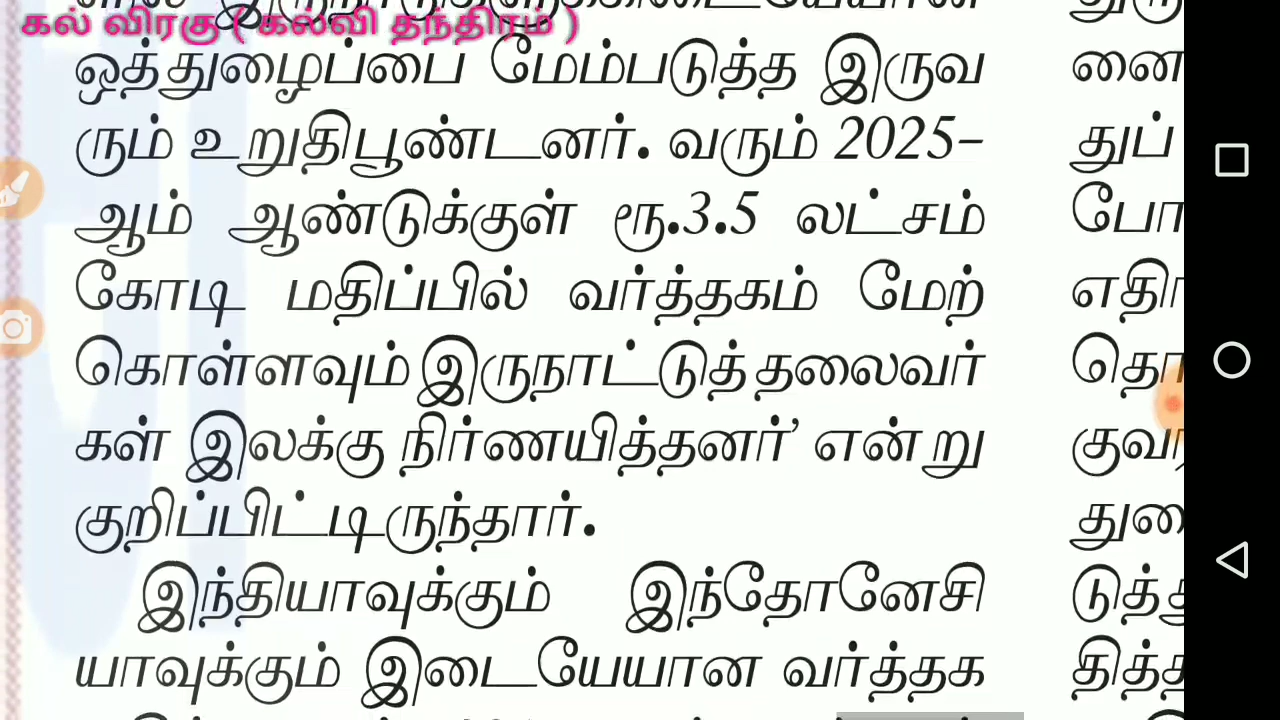 கல் விரகு ( கல்வி தந்திரம் )
ஒத்துழைப்பை மேம்படுத்த இருவ
ரும் உறுதிபூண்டனர். வரும் 2025-
ஆம் ஆண்டுக்குள் ரூ.3.5 லட்சம்
கோடி மதிப்பில் வர்த்தகம் மேற்
கொள்ளவும் இருநாட்டுத் தலைவர்
கள் இலக்கு நிர்ணயித்தனர்’ என்று
குறிப்பிட்டிருந்தார்.
இந்தியாவுக்கும் இந்தோனேசி
யாவுக்கும் இடையேயான வர்த்தக
னை
துப்
போ
எதி
தொ